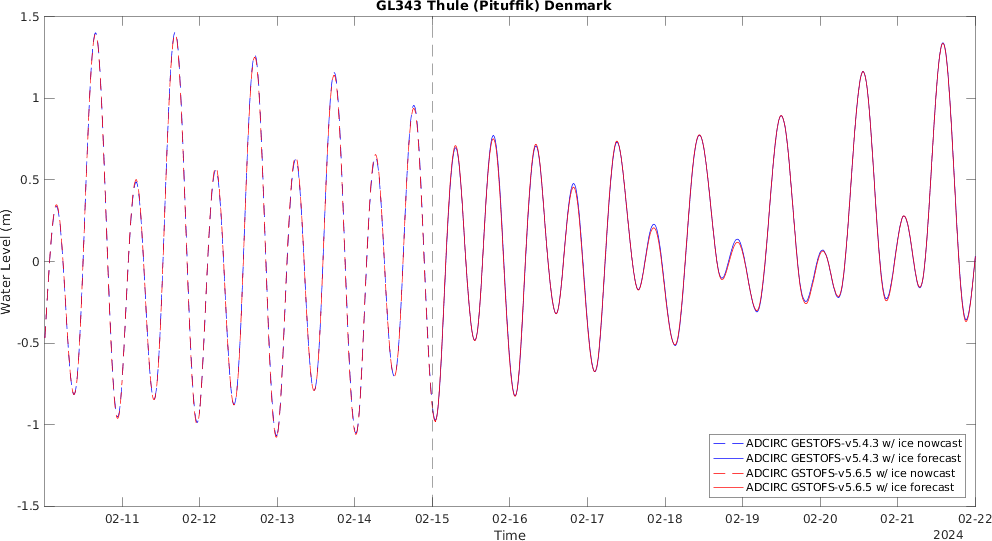 GL343 Thule (Pituffik) Denmark
Water Level (m)
1.5
1
0.5
0
-0.5
-1
-1.5
ADCIRC GESTOFS-v5.4.3 w/ ice nowcast
ADCIRC GESTOFS-v5.4.3 w/ ice forecast
ADCIRC GSTOFS-v5.6.5 w/ ice nowcast
ADCIRC GSTOFS-v5.6.5 w/ ice forecast
02-11 02-12 02-13 02-14 02-15 02-16 02-17 02-18 02-19 02-20 02-21 02-22
Time
2024